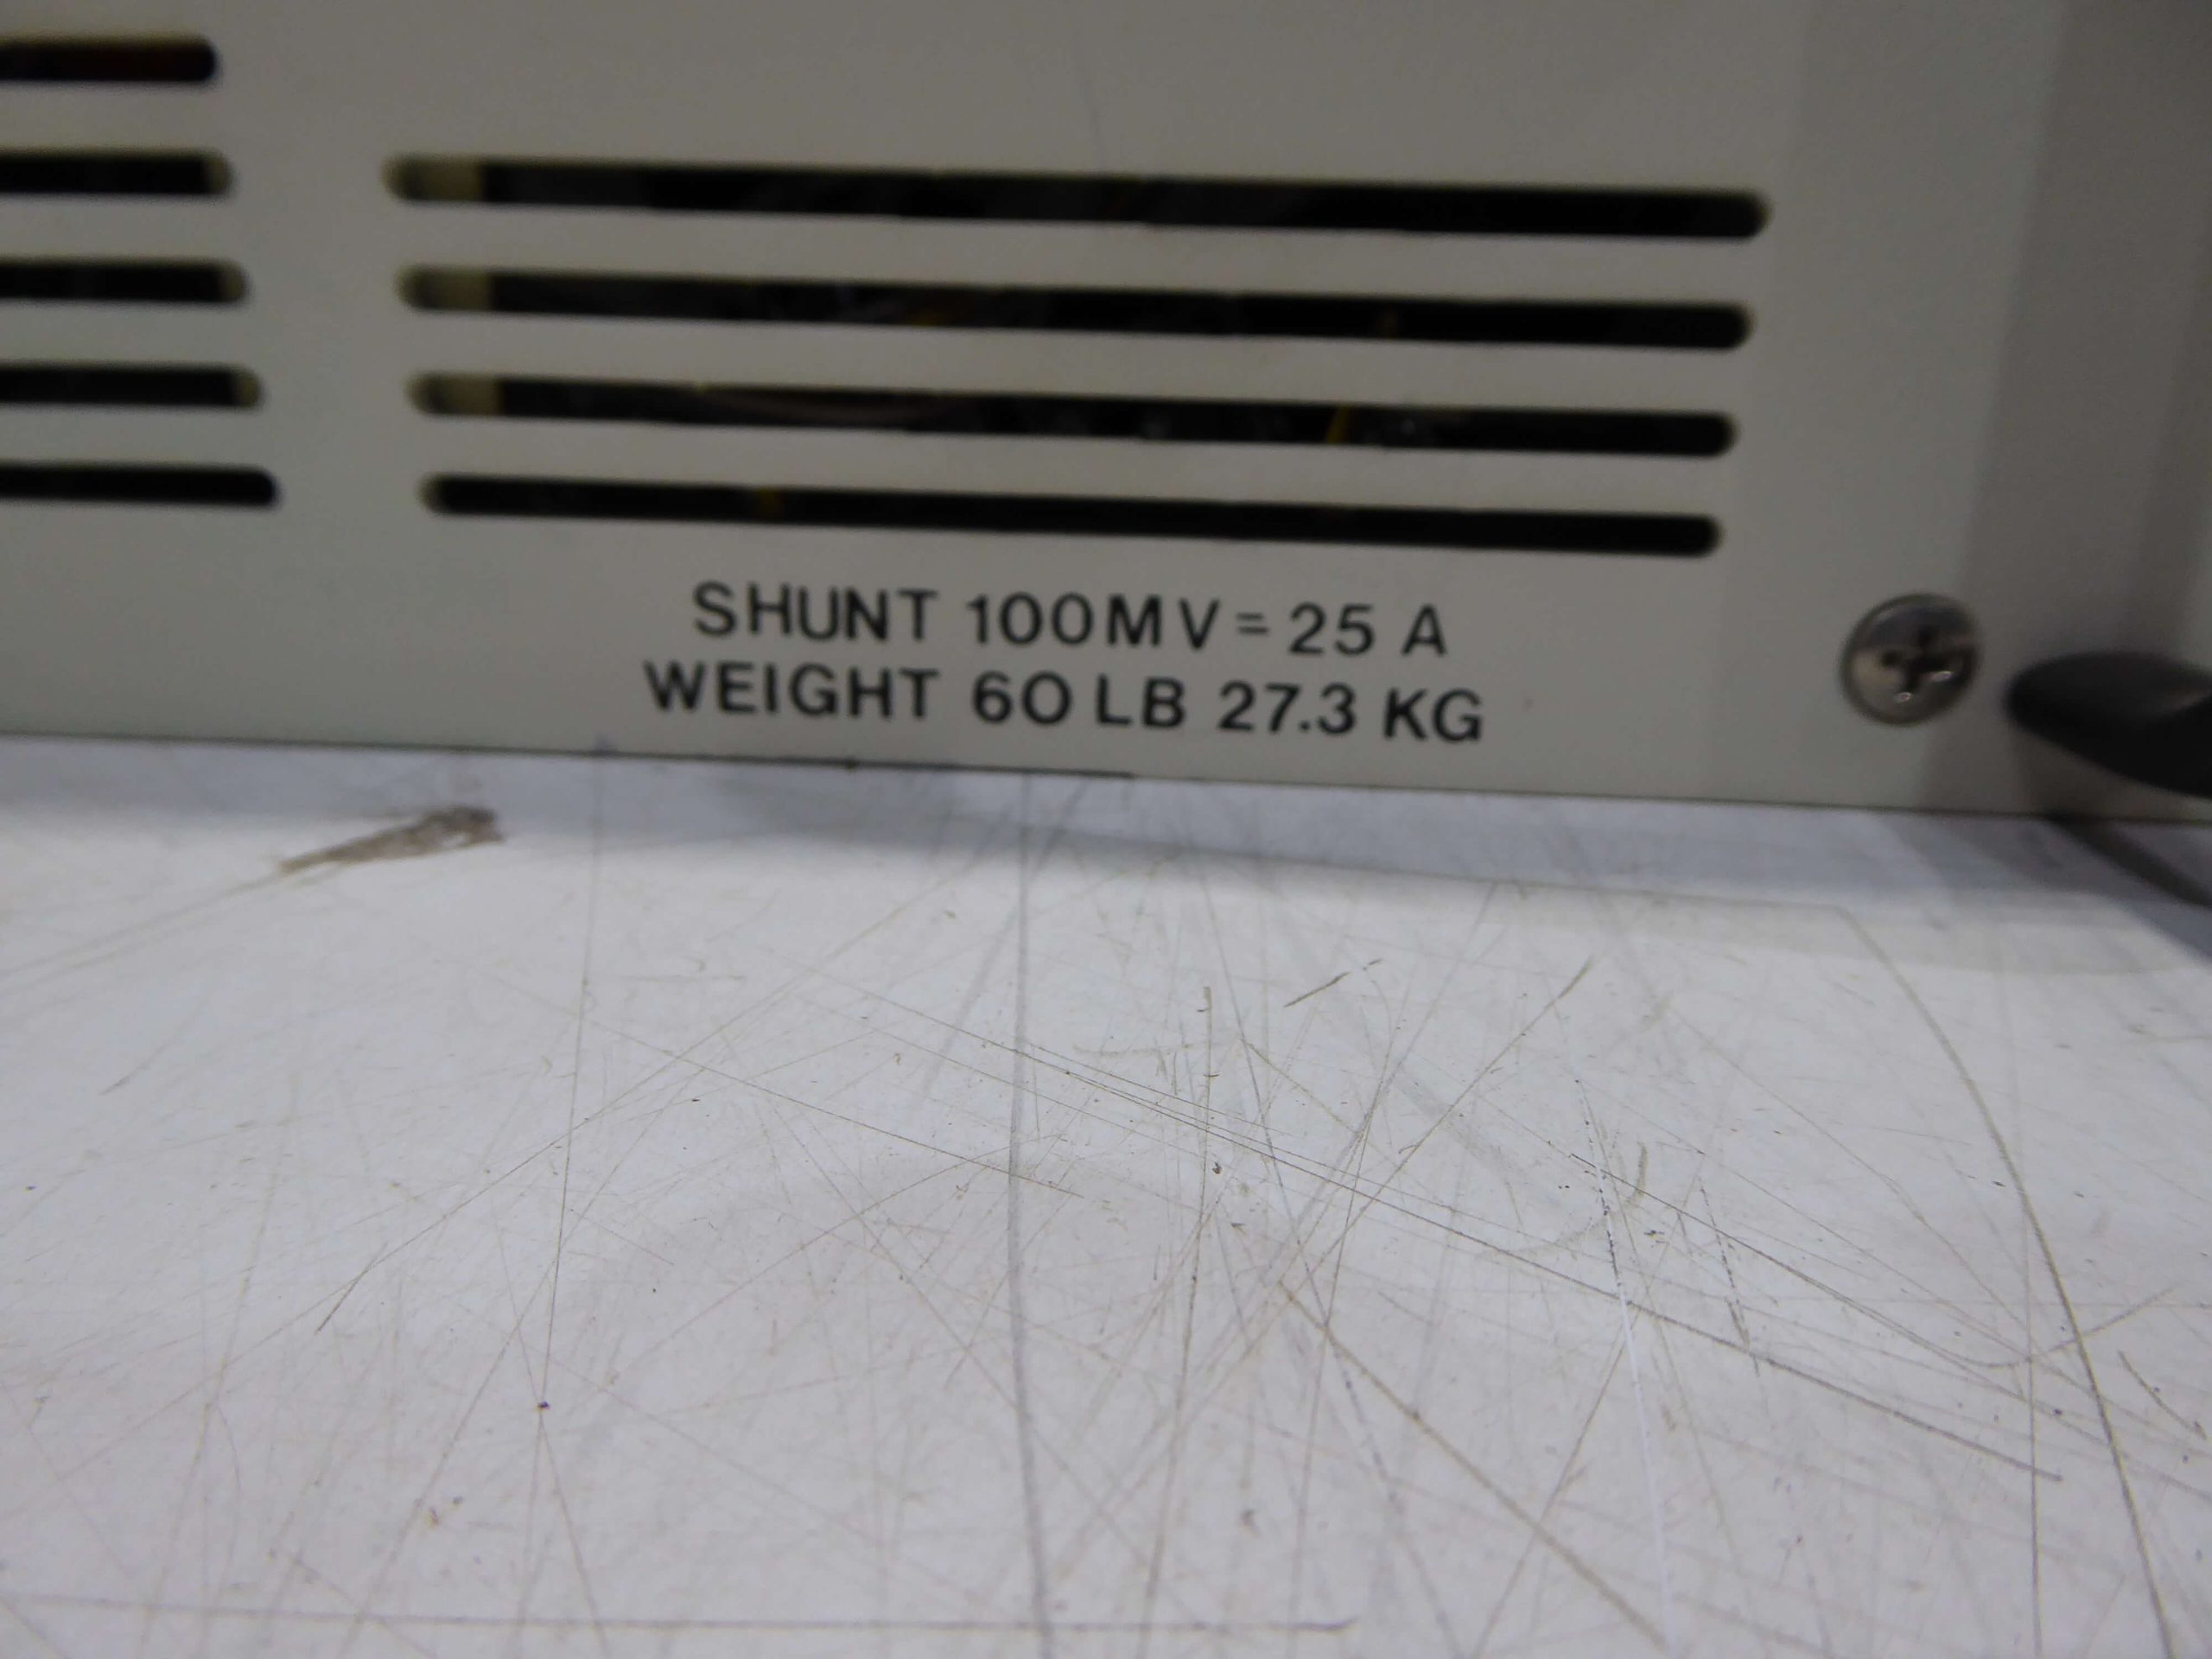 SHUNT 100MV = 25 A
WEIGHT 60 LB 27.3 KG